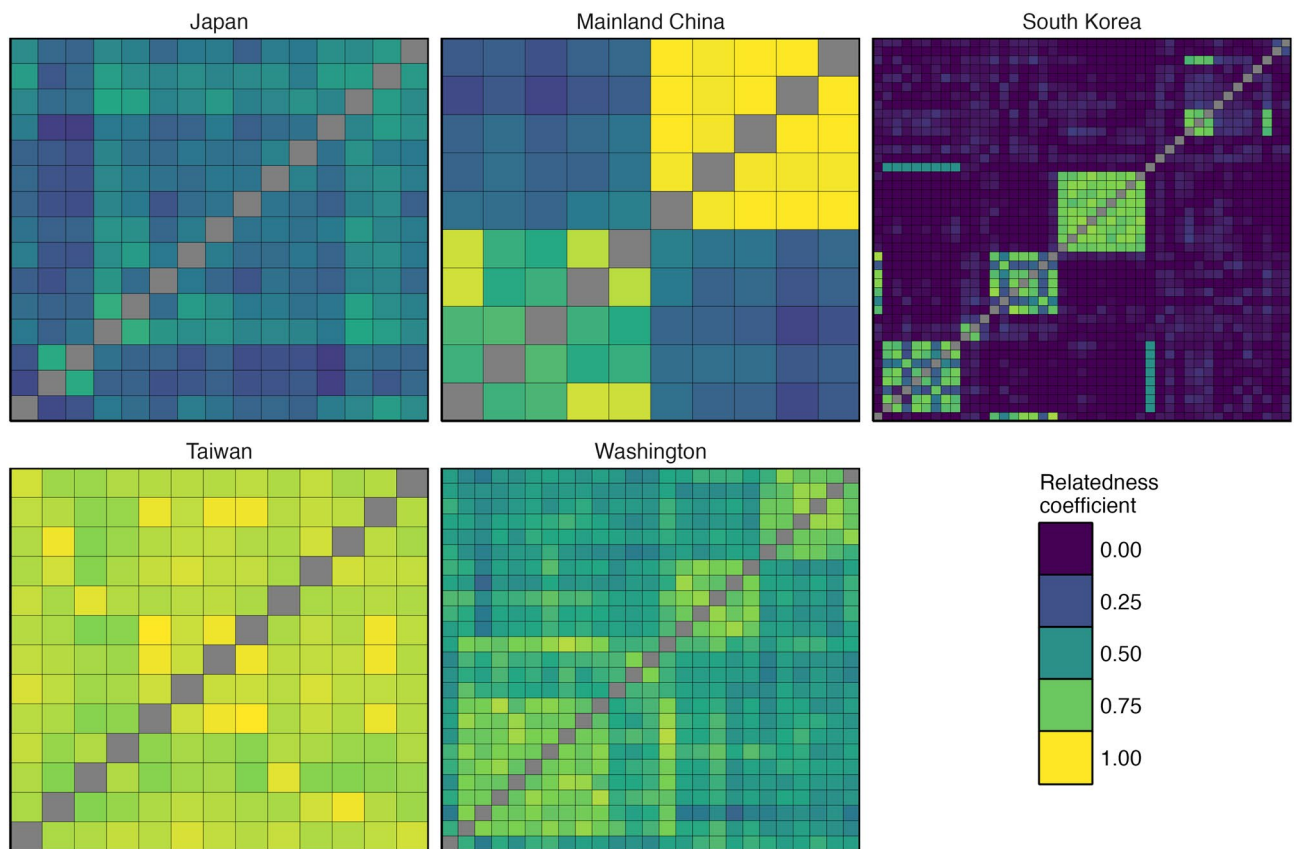 Japan
Mainland China
South Korea
Taiwan
Washington
Relatedness
coefficient
0.00
0.25
0.50
0.75
1.00